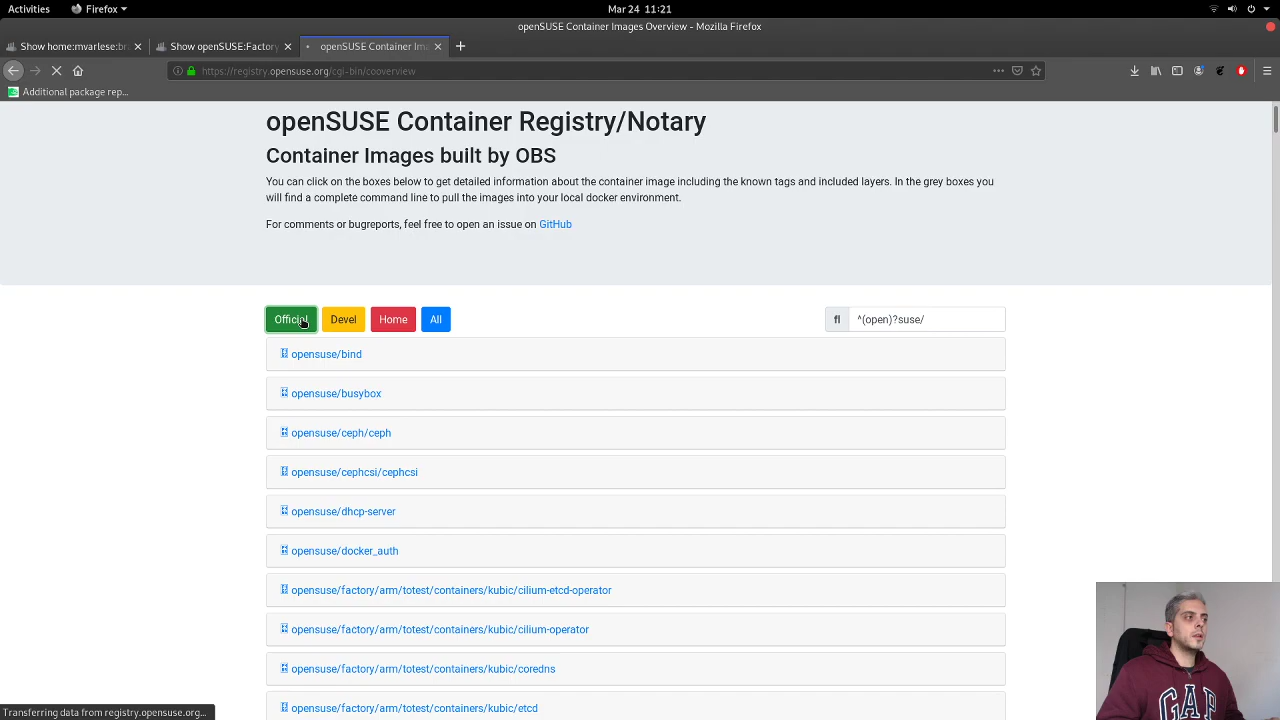 Activities
Firefox
Mar 24 11:21
openSUSE Container Images Overview - Mozilla Firefox
Show home:mvarlese:bra
Show openSUSE:Factory
openSUSE Container Ima
https://registry.opensuse.org/cgi-bin/cooverview
Additional package rep...
openSUSE Container Registry/Notary
Container Images built by OBS
You can click on the boxes below to get detailed information about the container image including the known tags and included layers. In the grey boxes you
will find a complete command line to pull the images into your local docker environment.
For comments or bugreports, feel free to open an issue on GitHub
Official Devel Home All
fl ^(open)?suse/
opensuse/bind
opensuse/busybox
opensuse/ceph/ceph
opensuse/cephcsi/cephcsi
opensuse/dhcp-server
opensuse/docker_auth
opensuse/factory/arm/totest/containers/kubic/cilium-etcd-operator
opensuse/factory/arm/totest/containers/kubic/cilium-operator
opensuse/factory/arm/totest/containers/kubic/coredns
opensuse/factory/arm/totest/containers/kubic/etcd
Transferring data from registry.opensuse.org...
GAP